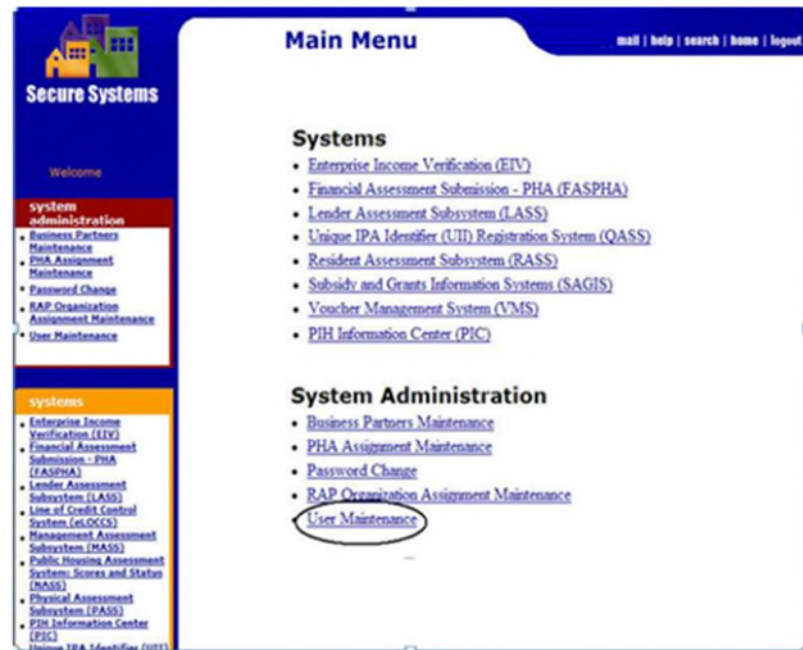 Main Menu
mail | help | search | home | logout
Secure Systems
Welcome
system
administration
Business Partners
Maintenance
PHA Assignment
Maintenance
Password Change
RAP Organization
Assignment Maintenance
User Maintenance
systems
Enterprise Income
Verification (EIV)
Financial Assessment
Submission - PHA
(FASPHA)
Lender Assessment
Subsystem (LASS)
Line of Credit Control
System (eLOCCS)
Management Assessment
Subsystem (MASS)
Public Housing Assessment
System: Scores and Status
(NASS)
Physical Assessment
Subsystem (PASS)
PIH Information Center
(PIC)
Unique IPA Identifier (UII)
Systems
Enterprise Income Verification (EIV)
Financial Assessment Submission - PHA (FASPHA)
Lender Assessment Subsystem (LASS)
Unique IPA Identifier (UII) Registration System (QASS)
Resident Assessment Subsystem (RASS)
Subsidy and Grants Information Systems (SAGIS)
Voucher Management System (VMS)
PIH Information Center (PIC)
System Administration
Business Partners Maintenance
PHA Assignment Maintenance
Password Change
RAP Organization Assignment Maintenance
User Maintenance